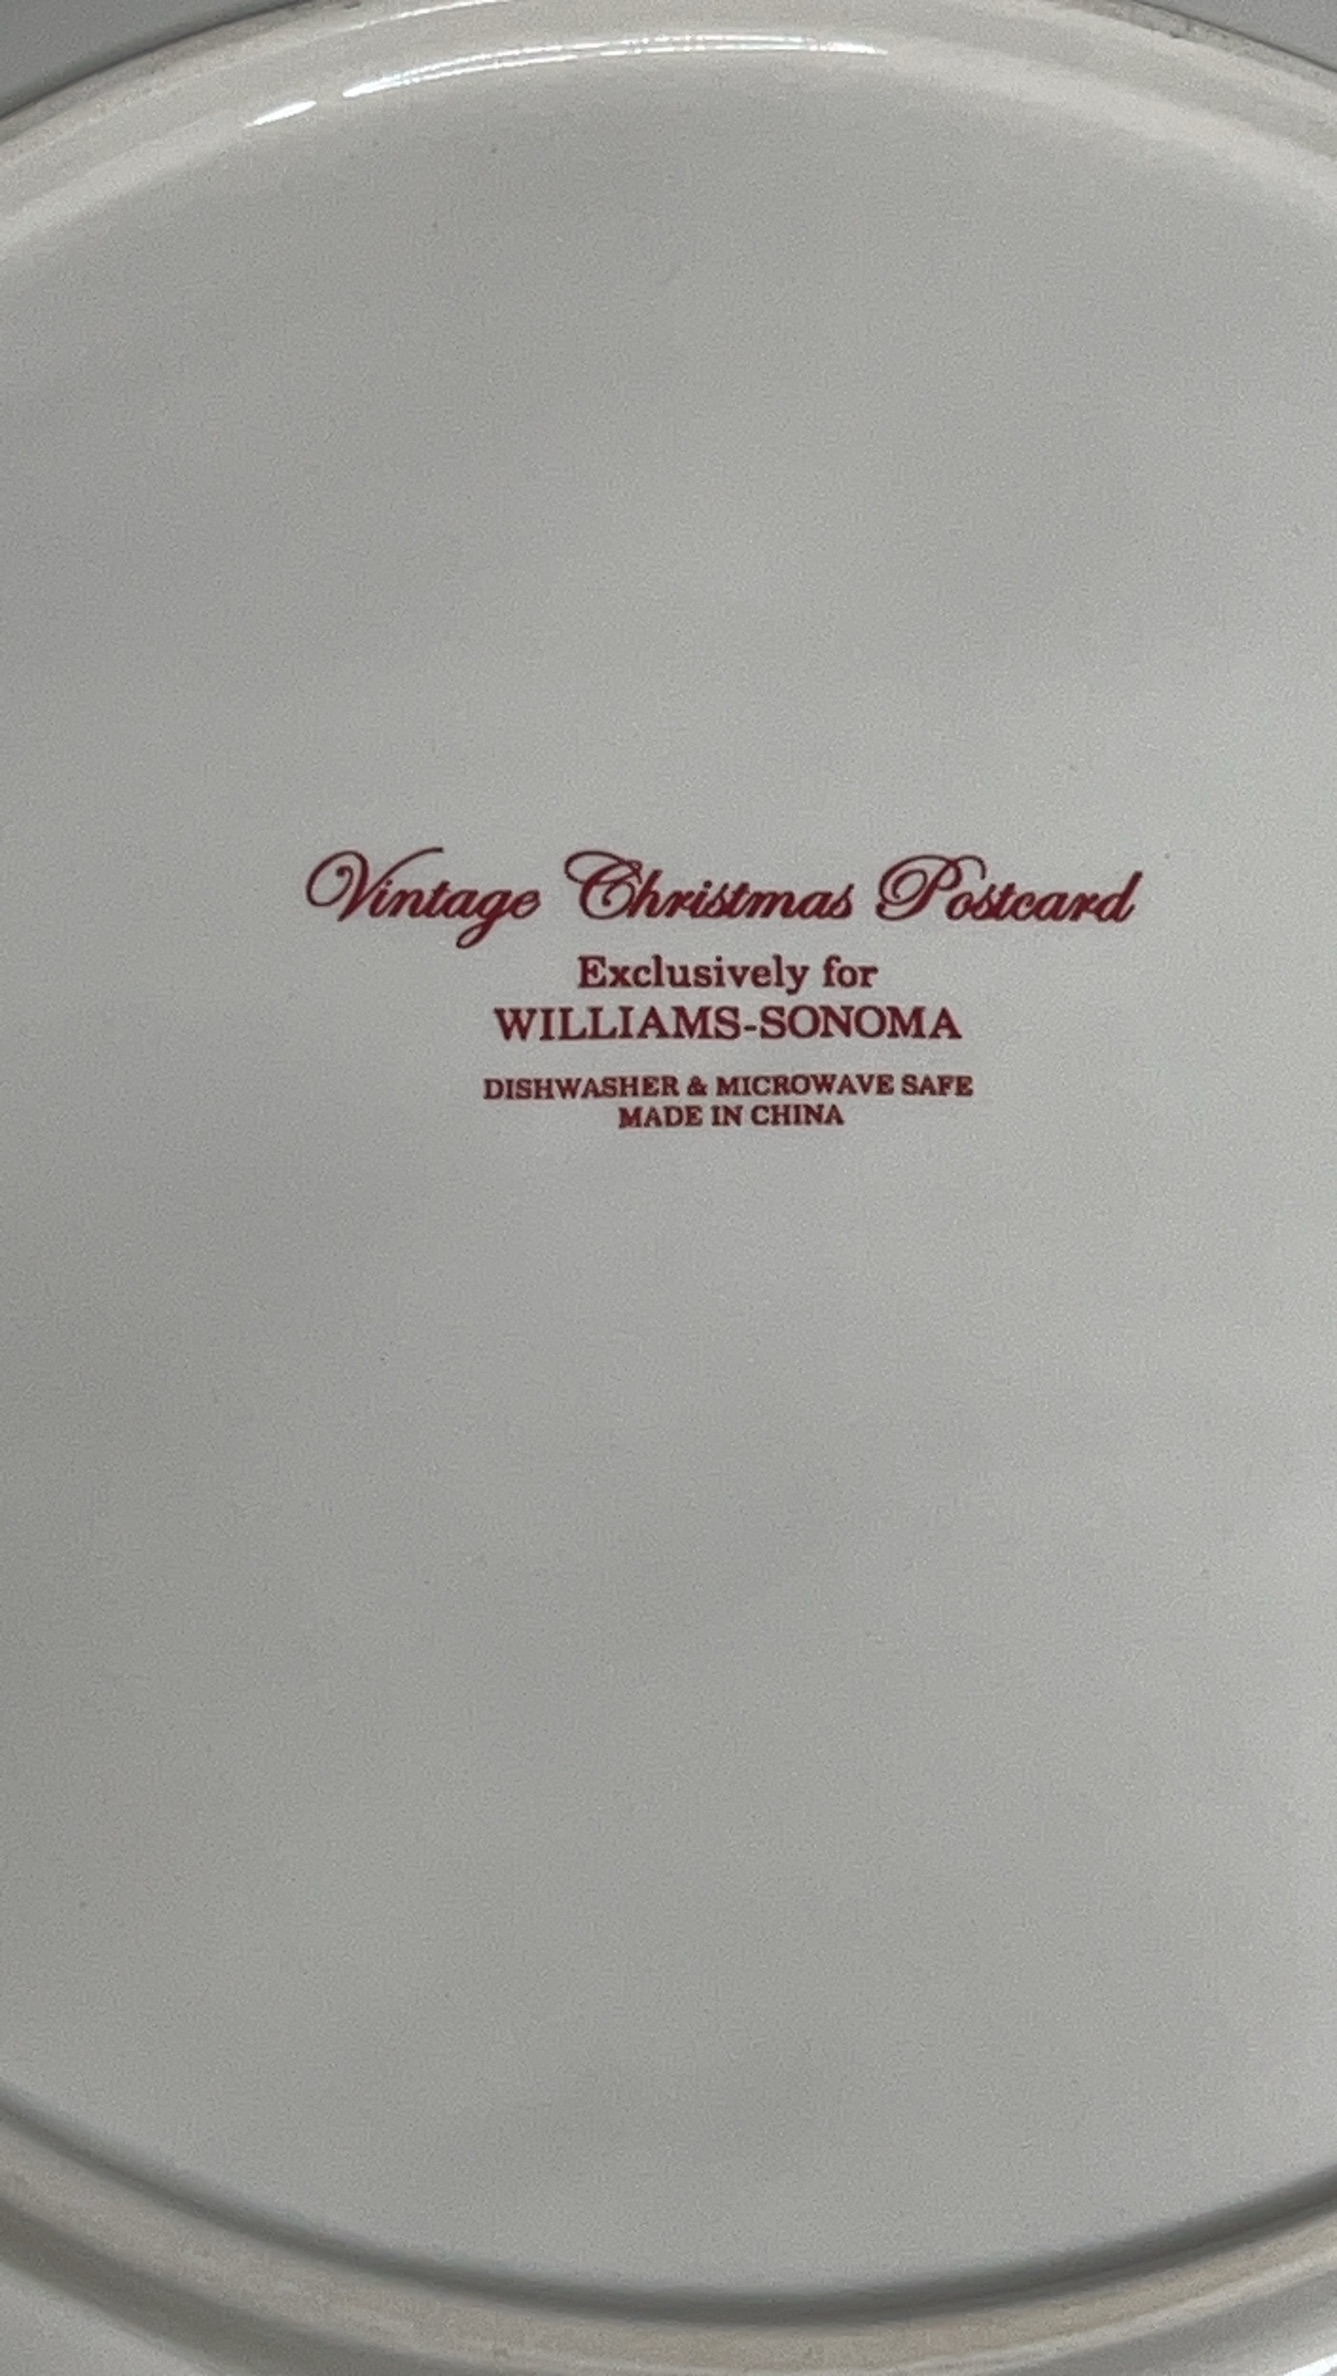 Vintage Christmas Postcard
Exclusively for
WILLIAMS-SONOMA
DISHWASHER & MICROWAVE SAFE
MADE IN CHINA